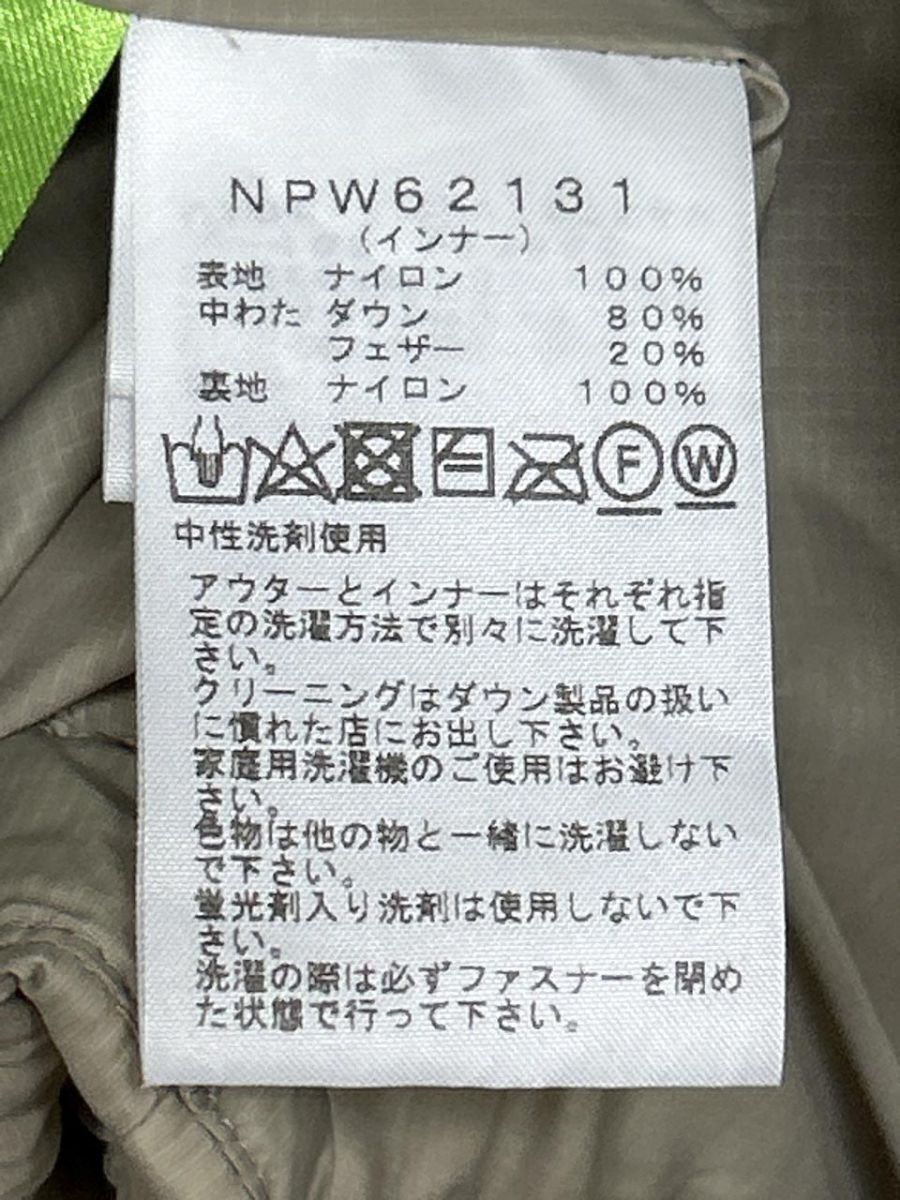 NPW62131
(インナー)
表地 ナイロン 100%
中わた ダウン 80%
フェザー 20%
裏地 ナイロン 100%
F W
中性洗剤使用
アウターとインナーはそれぞれ指
定の洗濯方法で別々に洗濯して下
さい。
クリーニングはダウン製品の扱い
に慣れた店にお出し下さい。
家庭用洗濯機のご使用はお避け下
さい。
色物は他の物と一緒に洗濯しない
で下さい。
蛍光剤入り洗剤は使用しないで下
さい。
洗濯の際は必ずファスナーを閉め
た状態で行って下さい。